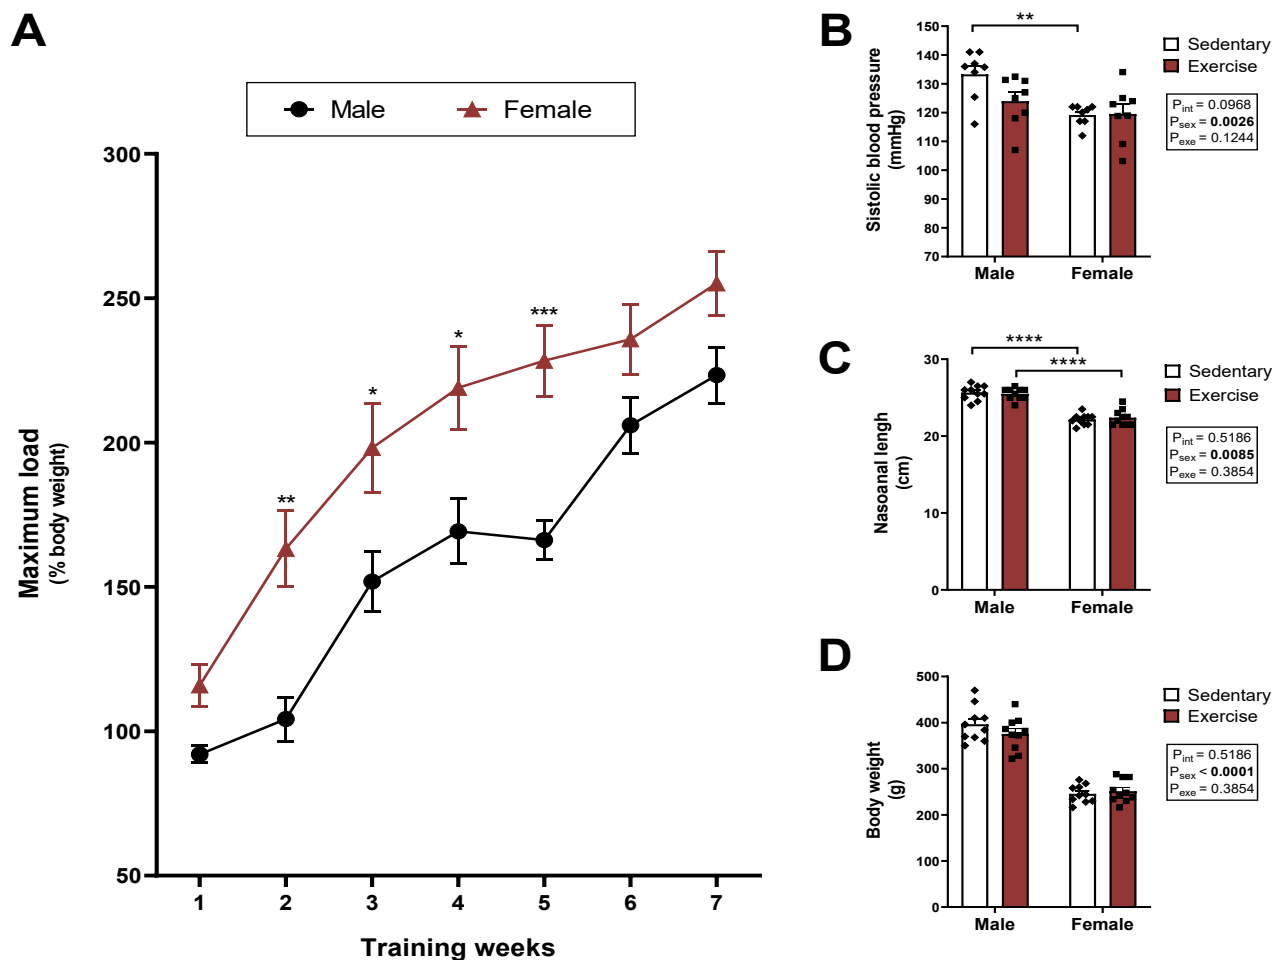 A
Male
Female
300
250
200
150
100
50
Maximum load
(% body weight)
**
*
*
***
1 2 3 4 5 6 7
Training weeks
B
**
Sistolic blood pressure
(mmHg)
150
140
130
120
110
100
90
80
70
Male Female
Sedentary
Exercise
Pint = 0.0968
Psex = 0.0026
Pexe = 0.1244
C
****
****
Nasoanal lengh
(cm)
30
20
10
0
Male Female
Sedentary
Exercise
Pint = 0.5186
Psex = 0.0085
Pexe = 0.3854
D
Body weight
(g)
500
400
300
200
100
0
Male Female
Sedentary
Exercise
Pint = 0.5186
Psex < 0.0001
Pexe = 0.3854